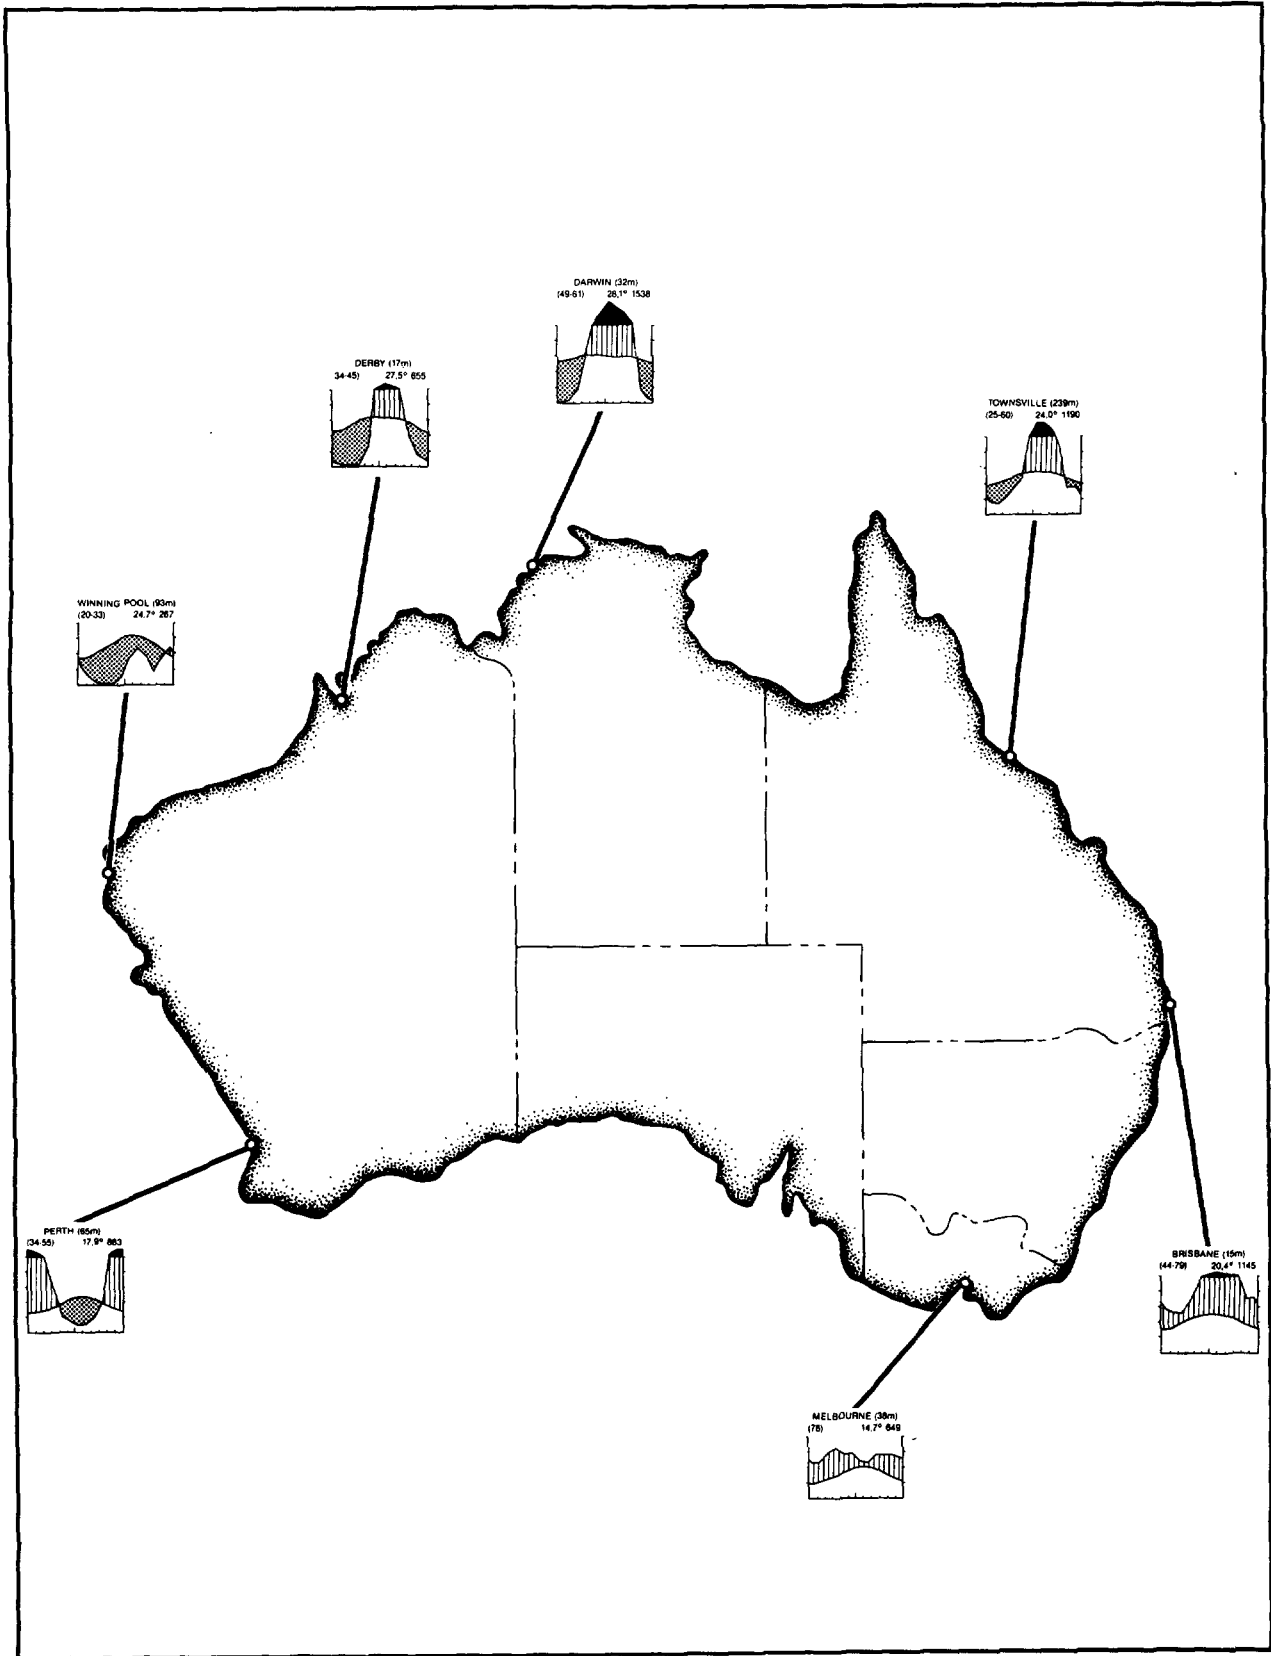 DARWIN (32m)
(49-61) 28,1° 1538
DERBY (17m)
34-45) 27,5° 655
TOWNSVILLE (239m)
(25-60) 24,0° 1190
WINNING POOL (93m)
(20-33) 24.7° 267
PERTH (65m)
(34-55) 17,9° 883
BRISBANE (15m)
(44-79) 20,4° 1145
MELBOURNE (38m)
(76) 14,7° 649